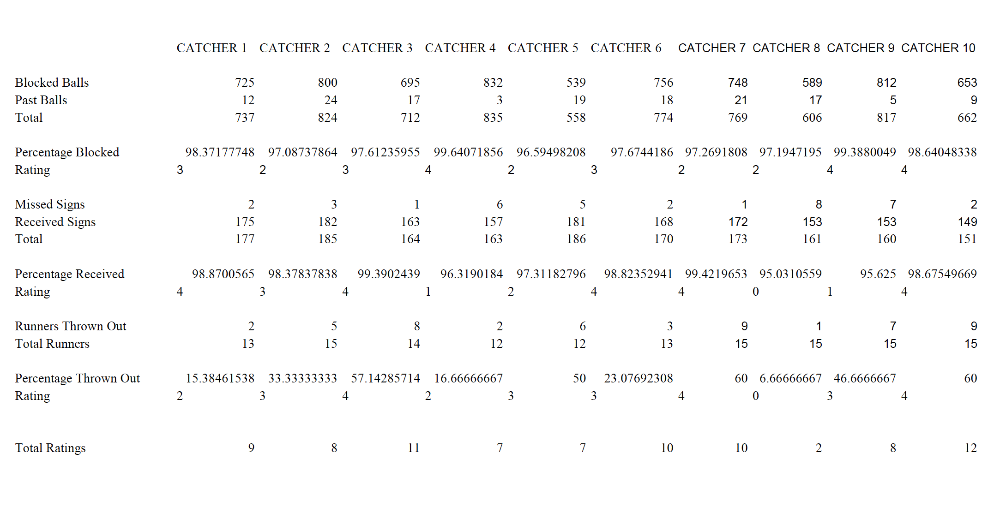 CATCHER 1 CATCHER 2 CATCHER 3 CATCHER 4 CATCHER 5 CATCHER 6 CATCHER 7 CATCHER 8 CATCHER 9 CATCHER 10
Blocked Balls 725 800 695 832 539 756 748 589 812 653
Past Balls 12 24 17 3 19 18 21 17 5 9
Total 737 824 712 835 558 774 769 606 817 662
Percentage Blocked 98.37177748 97.08737864 97.61235955 99.64071856 96.59498208 97.6744186 97.2691808 97.1947195 99.3880049 98.64048338
Rating 3 2 3 4 2 3 2 2 4 4
Missed Signs 2 3 1 6 5 2 1 8 7 2
Received Signs 175 182 163 157 181 168 172 153 153 149
Total 177 185 164 163 186 170 173 161 160 151
Percentage Received 98.8700565 98.37837838 99.3902439 96.3190184 97.31182796 98.82352941 99.4219653 95.0310559 95.625 98.67549669
Rating 4 3 4 1 2 4 4 0 1 4
Runners Thrown Out 2 5 8 2 6 3 9 1 7 9
Total Runners 13 15 14 12 12 13 15 15 15 15
Percentage Thrown Out 15.38461538 33.33333333 57.14285714 16.66666667 50 23.07692308 60 6.66666667 46.6666667 60
Rating 2 3 4 2 3 3 4 0 3 4
Total Ratings 9 8 11 7 7 10 10 2 8 12